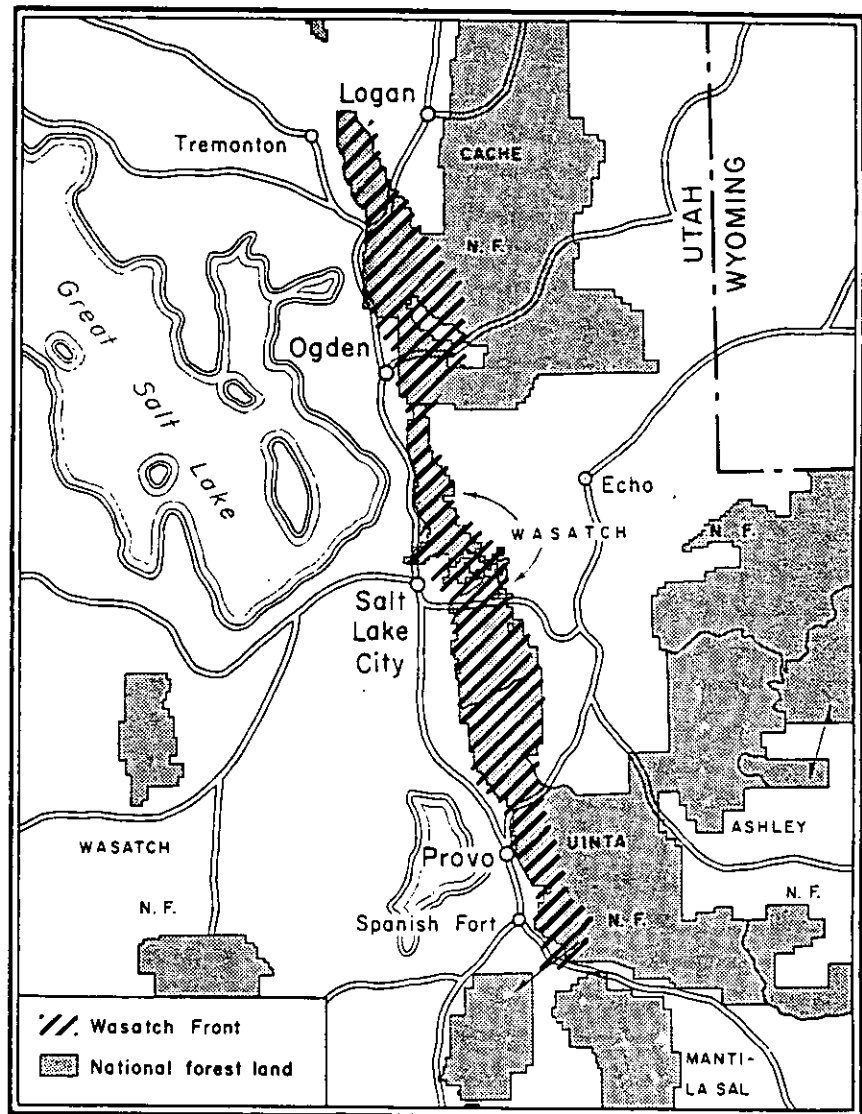 Logan
Tremonton
CACHE
N. F.
UTAH
WYOMING
Great
Salt
Lake
Ogden
Echo
WASATCH
N. F.
Salt
Lake
City
WASATCH
N. F.
Provo
UINTA
N. F.
ASHLEY
N. F.
Spanish Fort
MANTI-
LA SAL
Wasatch Front
National forest land